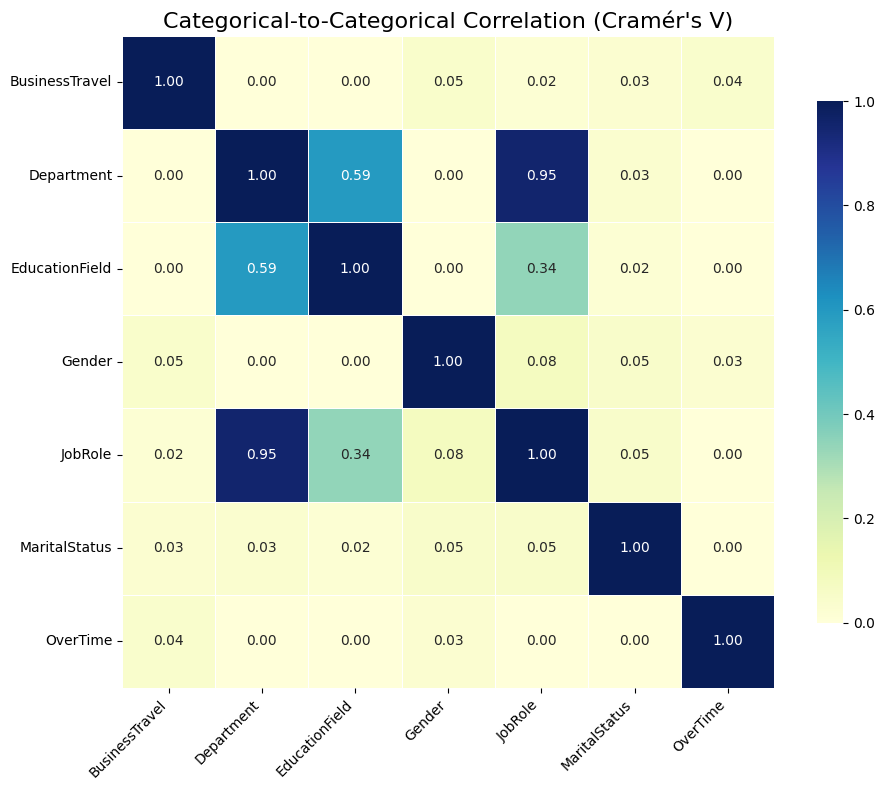 Categorical-to-Categorical Correlation (Cramér's V)
BusinessTravel 1.00 0.00 0.00 0.05 0.02 0.03 0.04
Department 0.00 1.00 0.59 0.00 0.95 0.03 0.00
EducationField 0.00 0.59 1.00 0.00 0.34 0.02 0.00
Gender 0.05 0.00 0.00 1.00 0.08 0.05 0.03
JobRole 0.02 0.95 0.34 0.08 1.00 0.05 0.00
MaritalStatus 0.03 0.03 0.02 0.05 0.05 1.00 0.00
OverTime 0.04 0.00 0.00 0.03 0.00 0.00 1.00
BusinessTravel Department EducationField Gender JobRole MaritalStatus OverTime
1.0
0.8
0.6
0.4
0.2
0.0